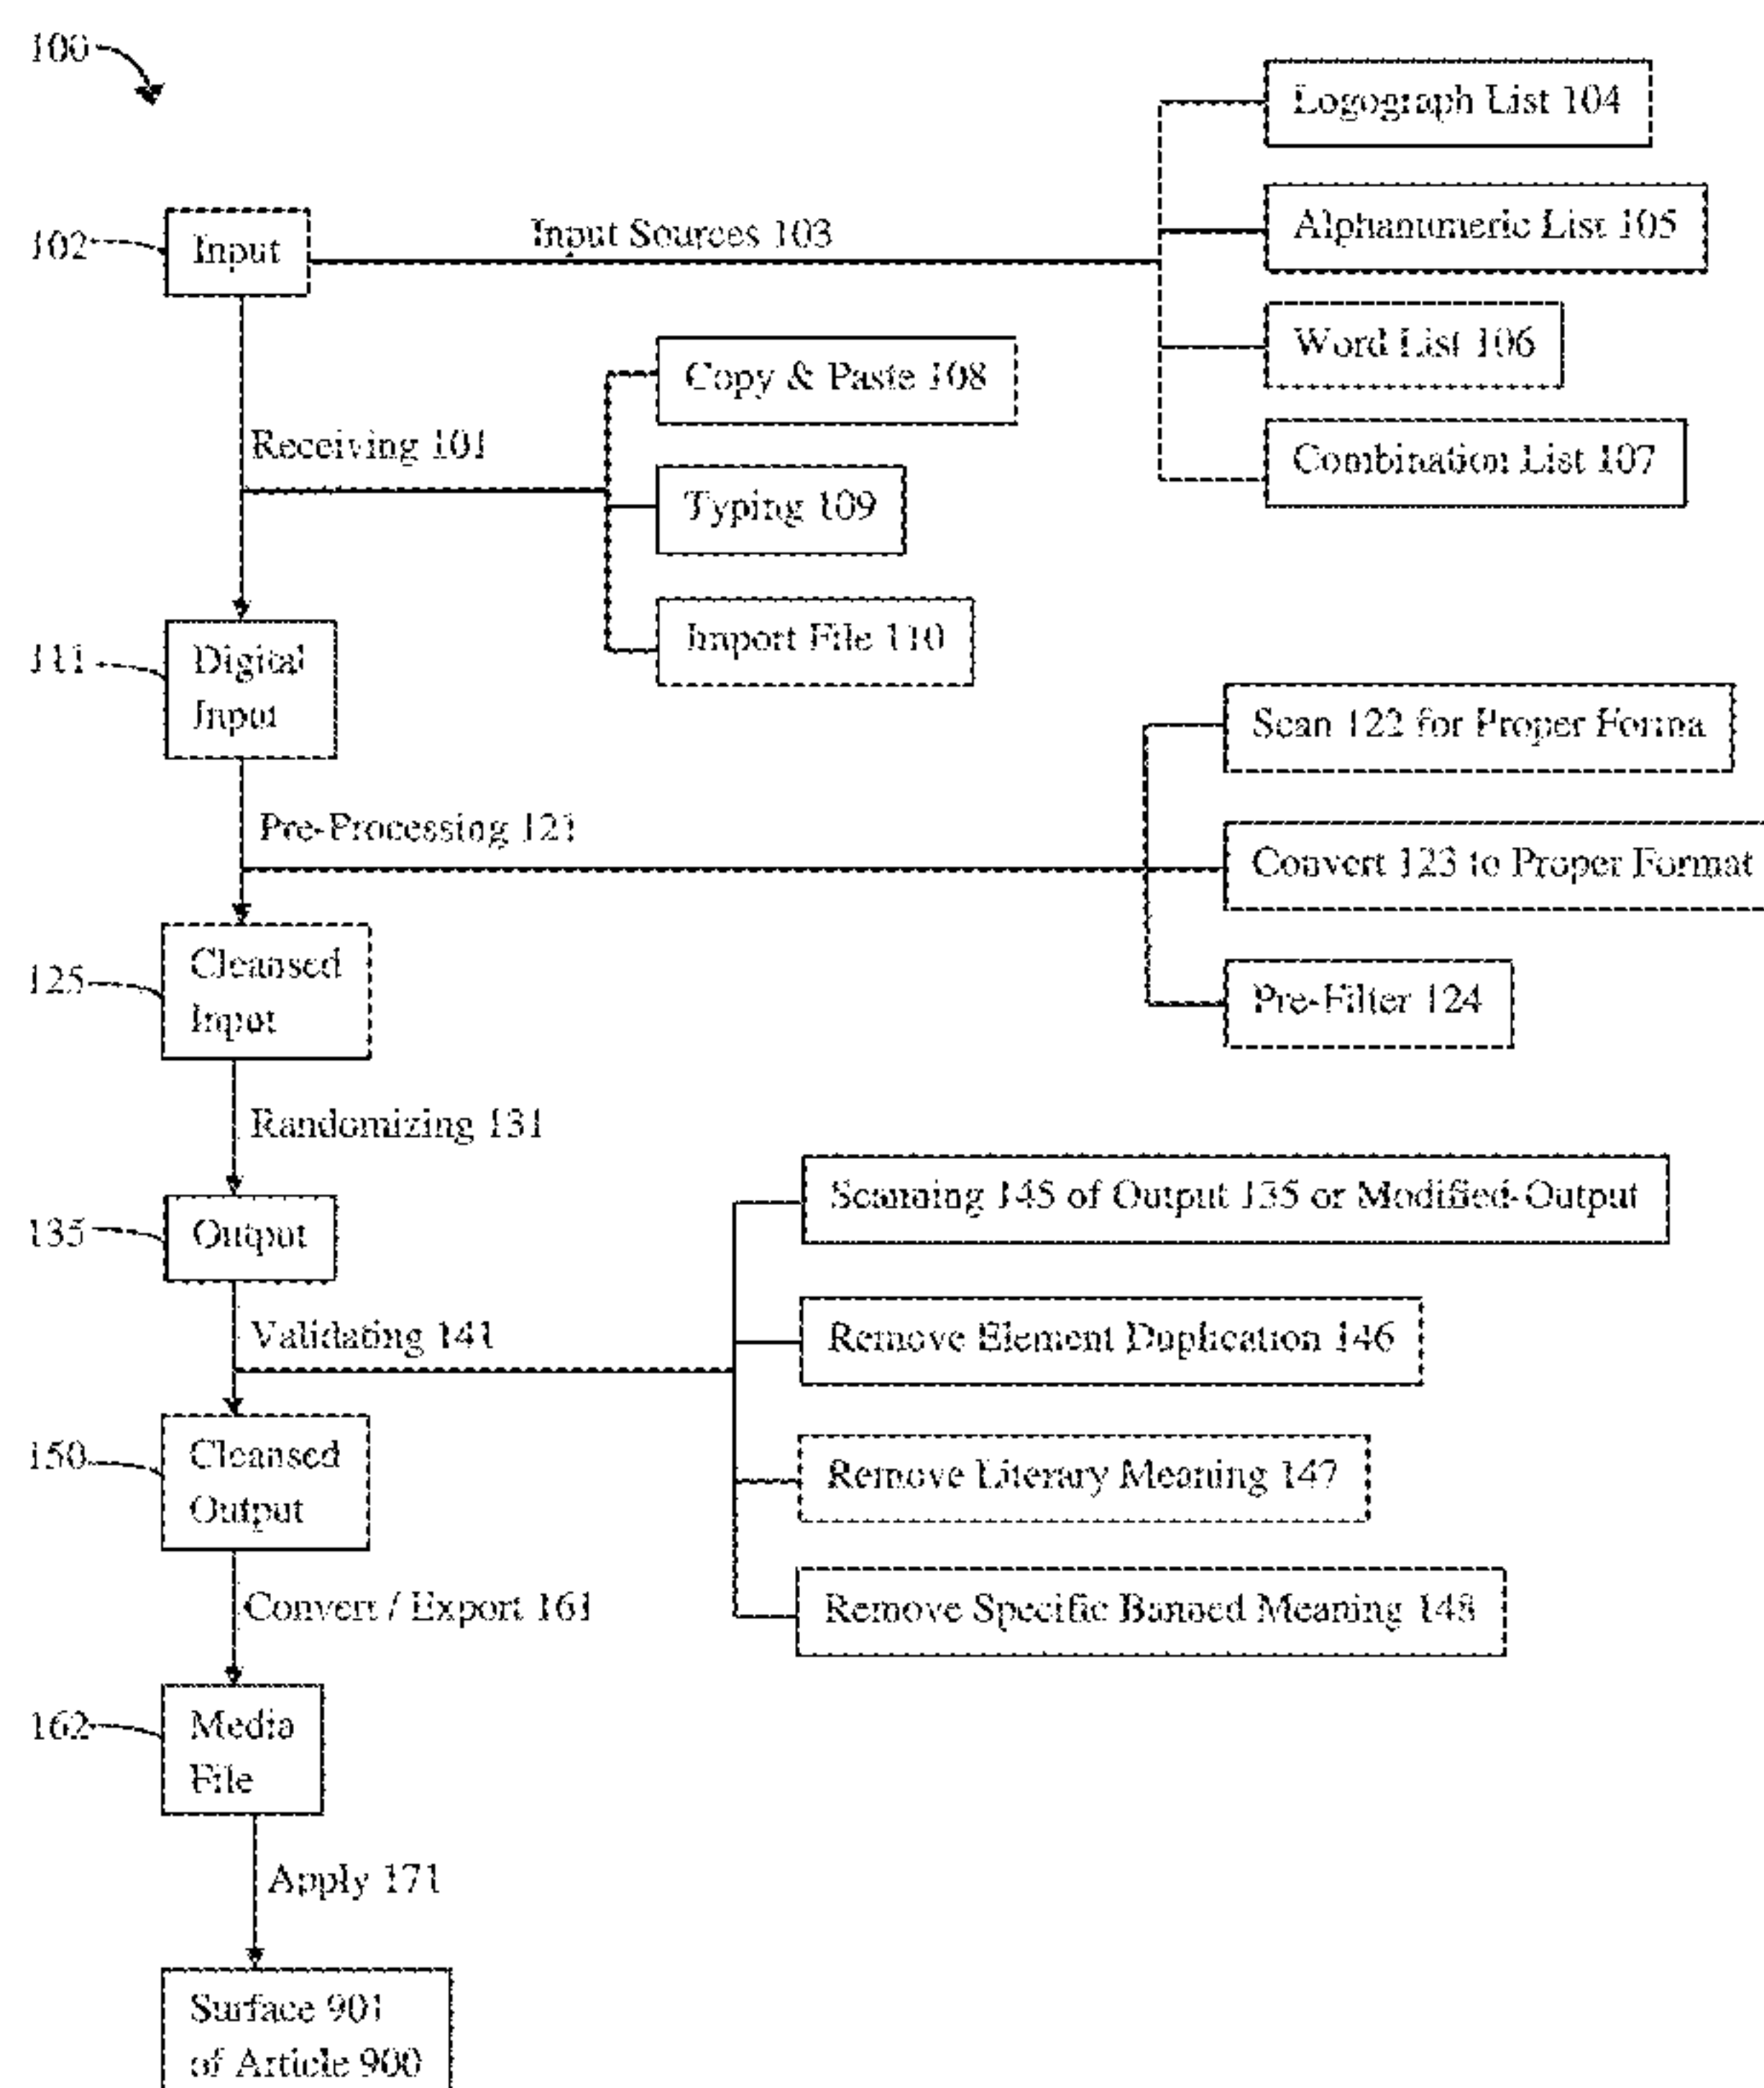 100
Logograph List 104
102
Input
Input Sources 103
Alphanumeric List 105
Word List 106
Copy & Paste 108
Receiving 101
Combination List 107
Typing 109
Import File 110
111
Digital
Input
Scan 122 for Proper Forma
Pre-Processing 121
Convert 123 to Proper Format
125
Cleansed
Input
Pre-Filter 124
Randomizing 131
Scanning 145 of Output 135 or Modified-Output
135
Output
Validating 141
Remove Element Duplication 146
150
Cleansed
Output
Remove Literary Meaning 147
Convert / Export 161
Remove Specific Banned Meaning 148
162
Media
File
Apply 171
Surface 901
of Article 900